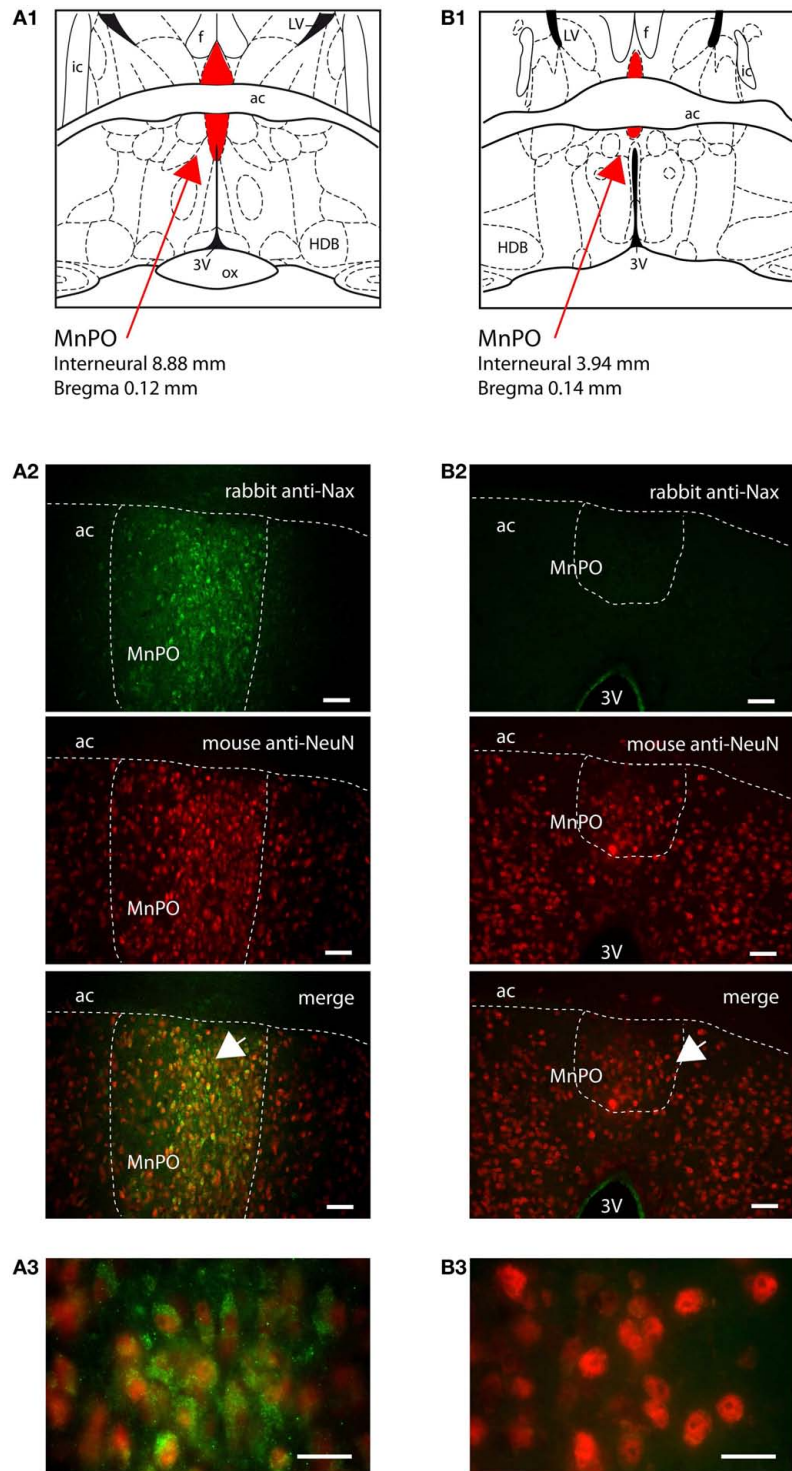 A1
LV
f
ic
ac
HDB
3V
ox
MnPO
Interneural 8.88 mm
Bregma 0.12 mm
B1
LV
f
ic
ac
HDB
3V
MnPO
Interneural 3.94 mm
Bregma 0.14 mm
A2
rabbit anti-Nax
ac
MnPO
ac
mouse anti-NeuN
MnPO
ac
merge
MnPO
B2
rabbit anti-Nax
ac
MnPO
3V
ac
mouse anti-NeuN
MnPO
3V
ac
merge
MnPO
3V
A3
B3